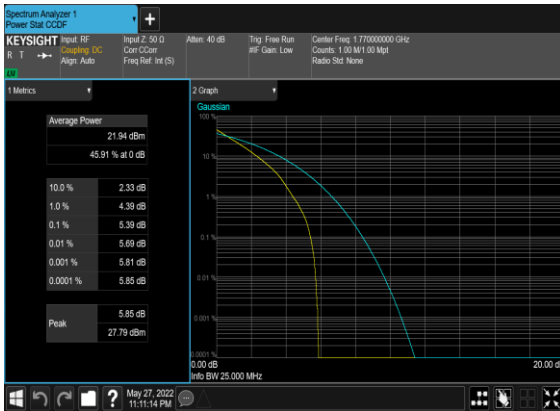 Spectrum Analyzer 1
Power Stat CCDF
KEYSIGHT
R T
LXI
Input: RF
Coupling: DC
Align: Auto
Input Z: 50 Ω
Corr CCorr
Freq Ref: Int (S)
Atten: 40 dB
Trig: Free Run
#IF Gain: Low
Center Freq: 1.770000000 GHz
Counts: 1.00 M/1.00 Mpt
Radio Std: None
1 Metrics
Average Power
21.94 dBm
45.91 % at 0 dB
10.0 % 2.33 dB
1.0 % 4.39 dB
0.1 % 5.39 dB
0.01 % 5.69 dB
0.001 % 5.81 dB
0.0001 % 5.85 dB
Peak
5.85 dB
27.79 dBm
2 Graph
Gaussian
100 %
10 %
1 %
0.1 %
0.01 %
0.001 %
0.0001 %
0.00 dB
20.00 d
Info BW 25.000 MHz
May 27, 2022
11:11:14 PM